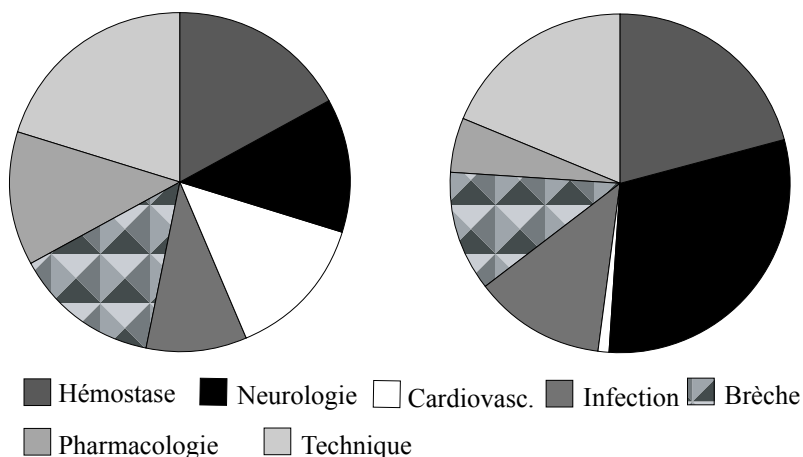 Hémostase Neurologie Cardiovasc. Infection Brèche
Pharmacologie Technique